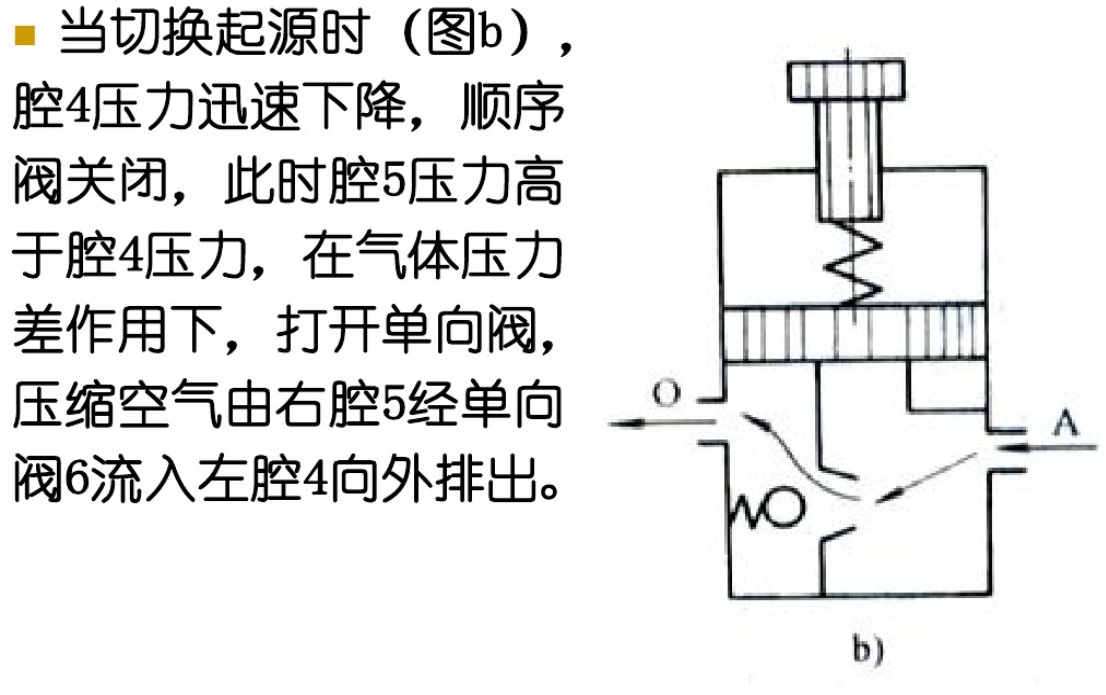 ■ 当切换起源时（图b），
腔4压力迅速下降，顺序
阀关闭，此时腔5压力高
于腔4压力，在气体压力
差作用下，打开单向阀，
压缩空气由右腔5经单向
阀6流入左腔4向外排出。
O
A
b)